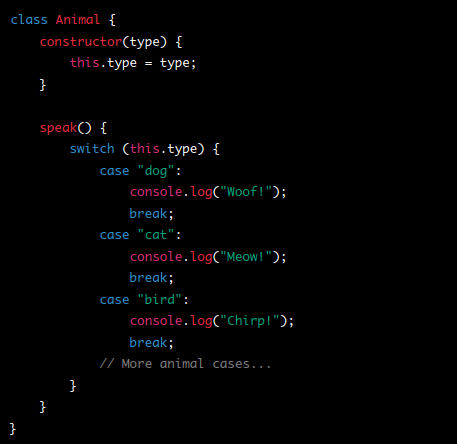 class Animal {
    constructor(type) {
        this.type = type;
    }

    speak() {
        switch (this.type) {
            case "dog":
                console.log("Woof!");
                break;
            case "cat":
                console.log("Meow!");
                break;
            case "bird":
                console.log("Chirp!");
                break;
            // More animal cases...
        }
    }
}